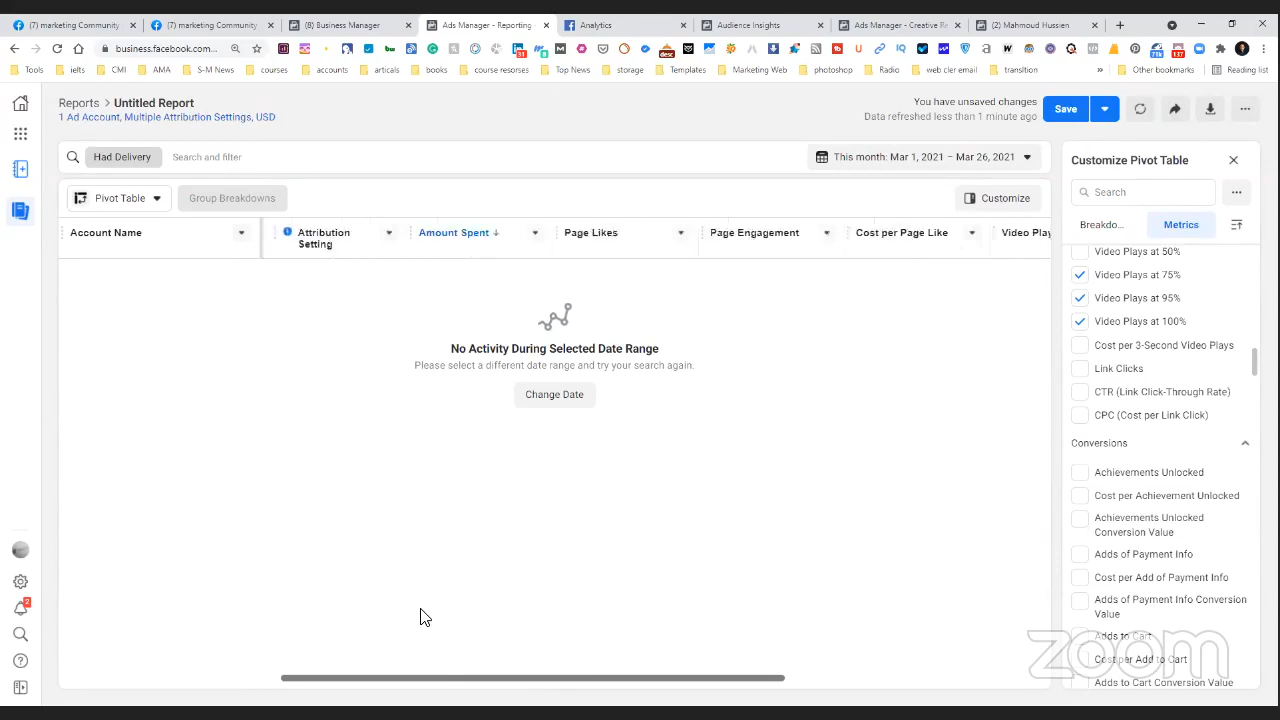 (7) marketing Community
(7) marketing Community
(8) Business Manager
Ads Manager - Reporting
Analytics
Audience Insights
Ads Manager - Creative Re
(2) Mahmoud Hussien
business.facebook.com...
Tools
ielts
CMI
AMA
S-M News
courses
accounts
articals
books
course resorses
Top News
storage
Templates
Marketing Web
photoshop
Radio
web cler email
transltion
Other bookmarks
Reading list
Reports > Untitled Report
1 Ad Account, Multiple Attribution Settings, USD
You have unsaved changes
Data refreshed less than 1 minute ago
Save
Had Delivery
Search and filter
This month: Mar 1, 2021 – Mar 26, 2021
Pivot Table
Group Breakdowns
Customize
Account Name
Attribution
Setting
Amount Spent
Page Likes
Page Engagement
Cost per Page Like
Video Play
No Activity During Selected Date Range
Please select a different date range and try your search again.
Change Date
Customize Pivot Table
Search
Breakdo...
Metrics
Video Plays at 50%
Video Plays at 75%
Video Plays at 95%
Video Plays at 100%
Cost per 3-Second Video Plays
Link Clicks
CTR (Link Click-Through Rate)
CPC (Cost per Link Click)
Conversions
Achievements Unlocked
Cost per Achievement Unlocked
Achievements Unlocked
Conversion Value
Adds of Payment Info
Cost per Add of Payment Info
Adds of Payment Info Conversion
Value
Adds to Cart
Cost per Add to Cart
Adds to Cart Conversion Value
zoom